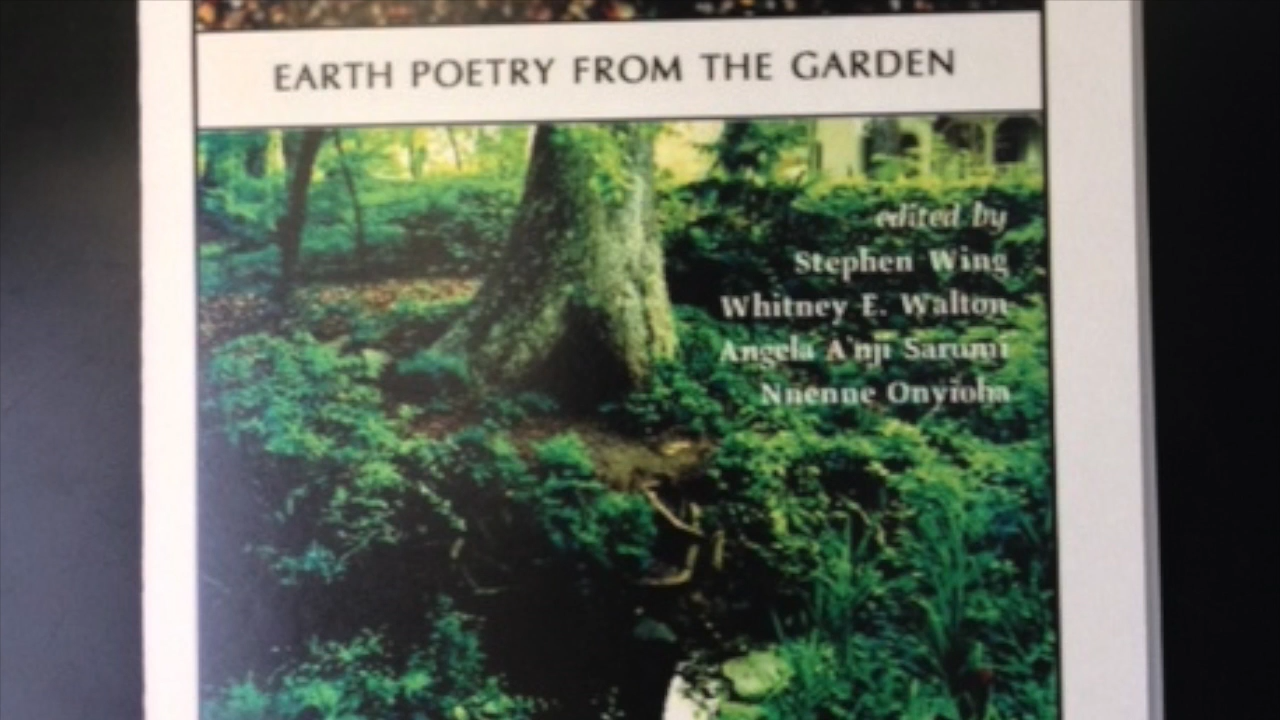 EARTH POETRY FROM THE GARDEN
edited by
Stephen Wing
Whitney E. Walton
Angela A'nji Sarumi
Nnenne Onyioha